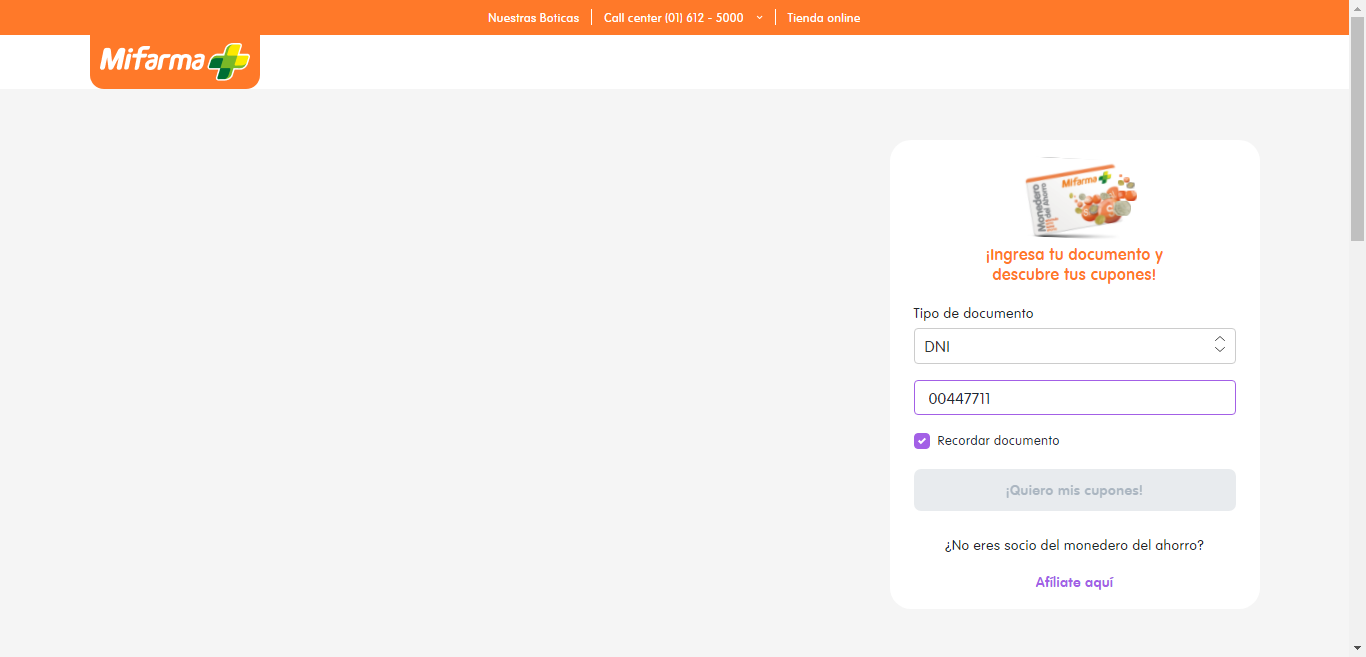 Nuestras Boticas
Call center (01) 612 - 5000
Tienda online
Mifarma
Mifarma
Monedero
del Ahorro
¡Ingresa tu documento y
descubre tus cupones!
Tipo de documento
DNI
00447711
Recordar documento
¡Quiero mis cupones!
¿No eres socio del monedero del ahorro?
Afíliate aquí